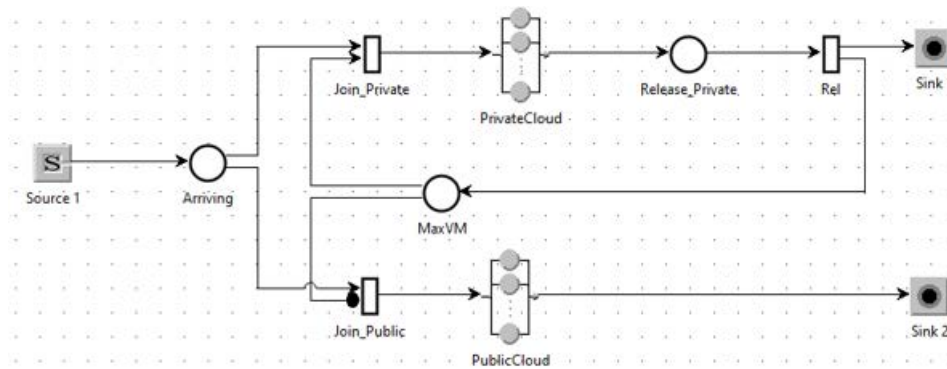 Join_Private
PrivateCloud
Release_Private
Rel
Sink
S
Source 1
Arriving
MaxVM
Join_Public
PublicCloud
Sink 2